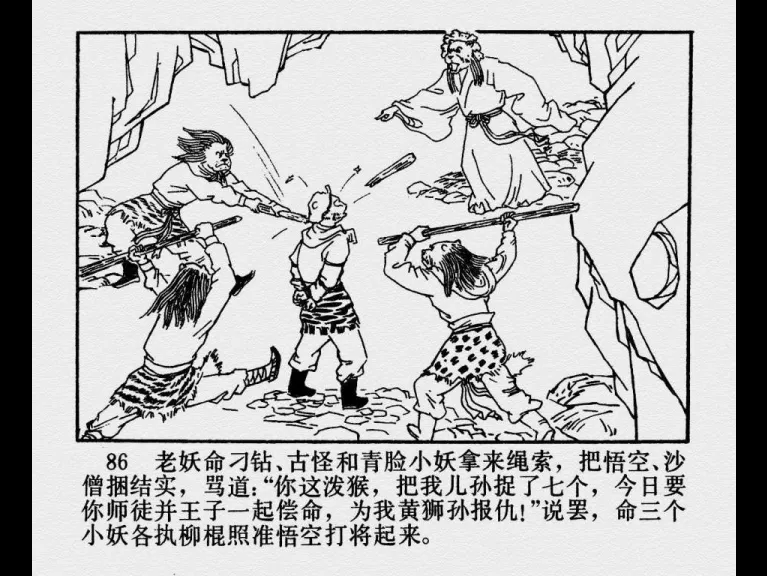 86 老妖命刁钻、古怪和青脸小妖拿来绳索，把悟空、沙
僧捆结实，骂道：“你这泼猴，把我儿孙捉了七个，今日要
你师徒并王子一起偿命，为我黄狮孙报仇！”说罢，命三个
小妖各执柳棍照准悟空打将起来。